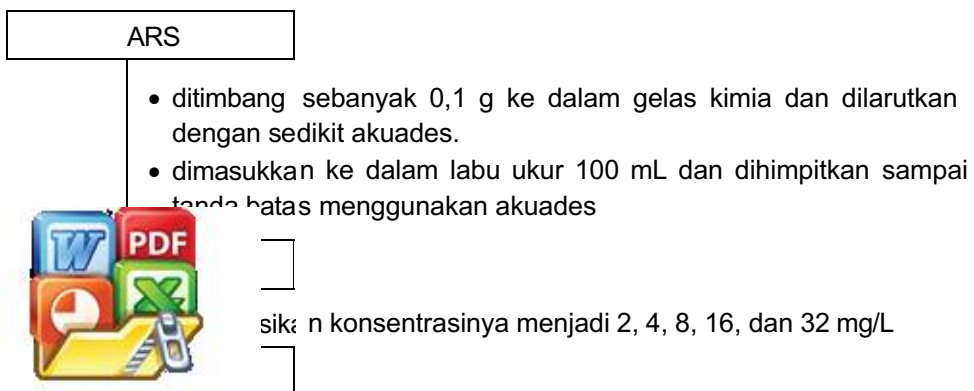 ARS
• ditimbang sebanyak 0,1 g ke dalam gelas kimia dan dilarutkan
dengan sedikit akuades.
• dimasukkan ke dalam labu ukur 100 mL dan dihimpitkan sampai
tanda batas menggunakan akuades
W PDF
X
n konsentrasinya menjadi 2, 4, 8, 16, dan 32 mg/L